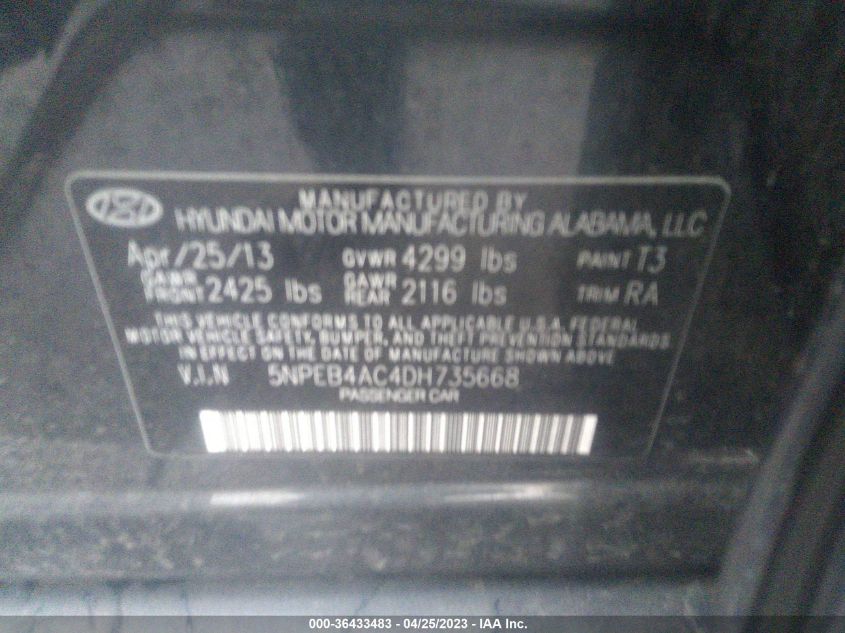 MANUFACTURED BY
HYUNDAI MOTOR MANUFACTURING ALABAMA, LLC
Apr/25/13 GVWR 4299 lbs PAINT T3
GAWR FRONT 2425 lbs GAWR REAR 2116 lbs TRIM RA
THIS VEHICLE CONFORMS TO ALL APPLICABLE U.S.A. FEDERAL
MOTOR VEHICLE SAFETY, BUMPER, AND THEFT PREVENTION STANDARDS
IN EFFECT ON THE DATE OF MANUFACTURE SHOWN ABOVE
V.I.N 5NPEB4AC4DH735668
PASSENGER CAR
000-36433483 - 04/25/2023 - IAA Inc.